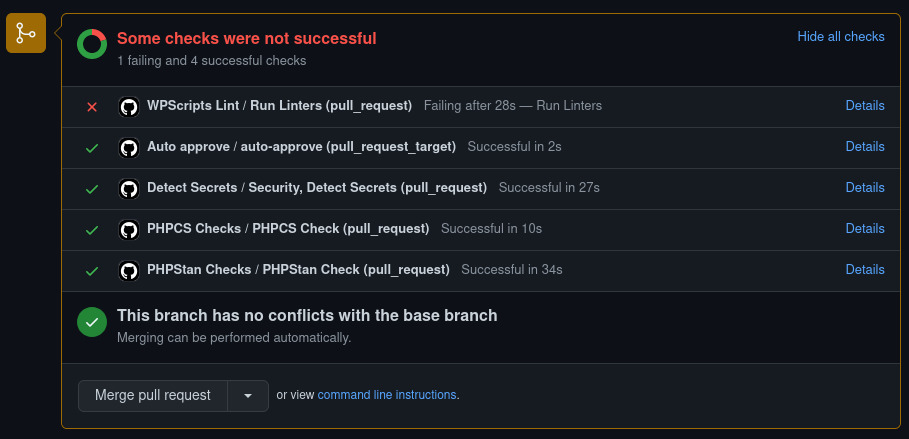 Some checks were not successful
Hide all checks
1 failing and 4 successful checks
WPScripts Lint / Run Linters (pull_request) Failing after 28s — Run Linters Details
Auto approve / auto-approve (pull_request_target) Successful in 2s Details
Detect Secrets / Security, Detect Secrets (pull_request) Successful in 27s Details
PHPCS Checks / PHPCS Check (pull_request) Successful in 10s Details
PHPStan Checks / PHPStan Check (pull_request) Successful in 34s Details
This branch has no conflicts with the base branch
Merging can be performed automatically.
Merge pull request or view command line instructions.